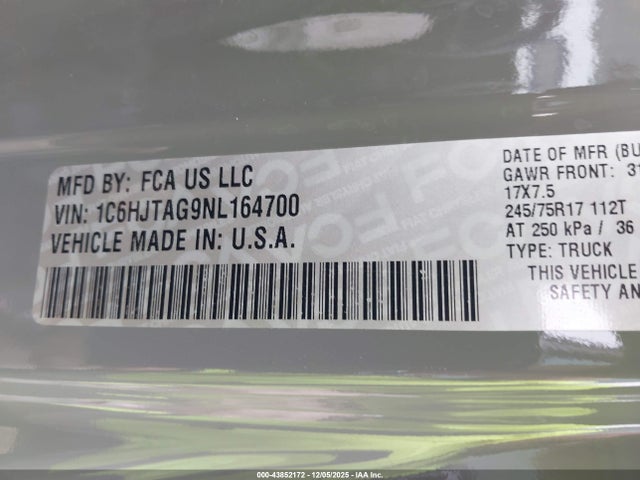 MFD BY: FCA US LLC
VIN: 1C6HJTAG9NL164700
VEHICLE MADE IN: U.S.A.
DATE OF MFR (BU
GAWR FRONT: 31
17X7.5
245/75R17 112T
AT 250 kPa / 36
TYPE: TRUCK
THIS VEHICLE
SAFETY AN
00-43852172 - 12/05/2025 - IAA Inc.